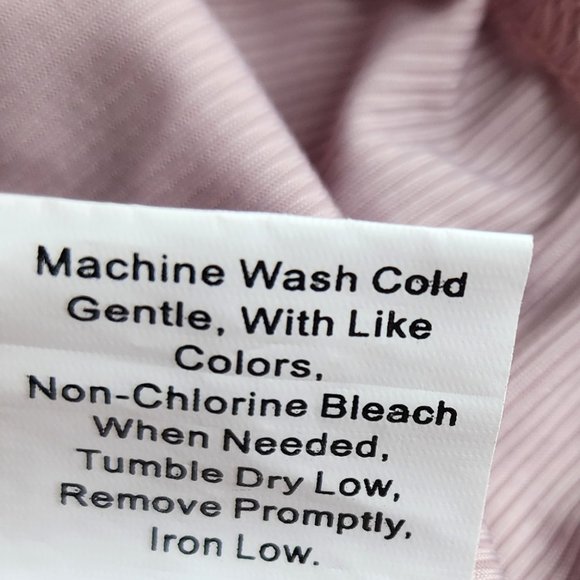 Machine Wash Cold
Gentle, With Like
Colors,
Non-Chlorine Bleach
When Needed,
Tumble Dry Low,
Remove Promptly,
Iron Low.